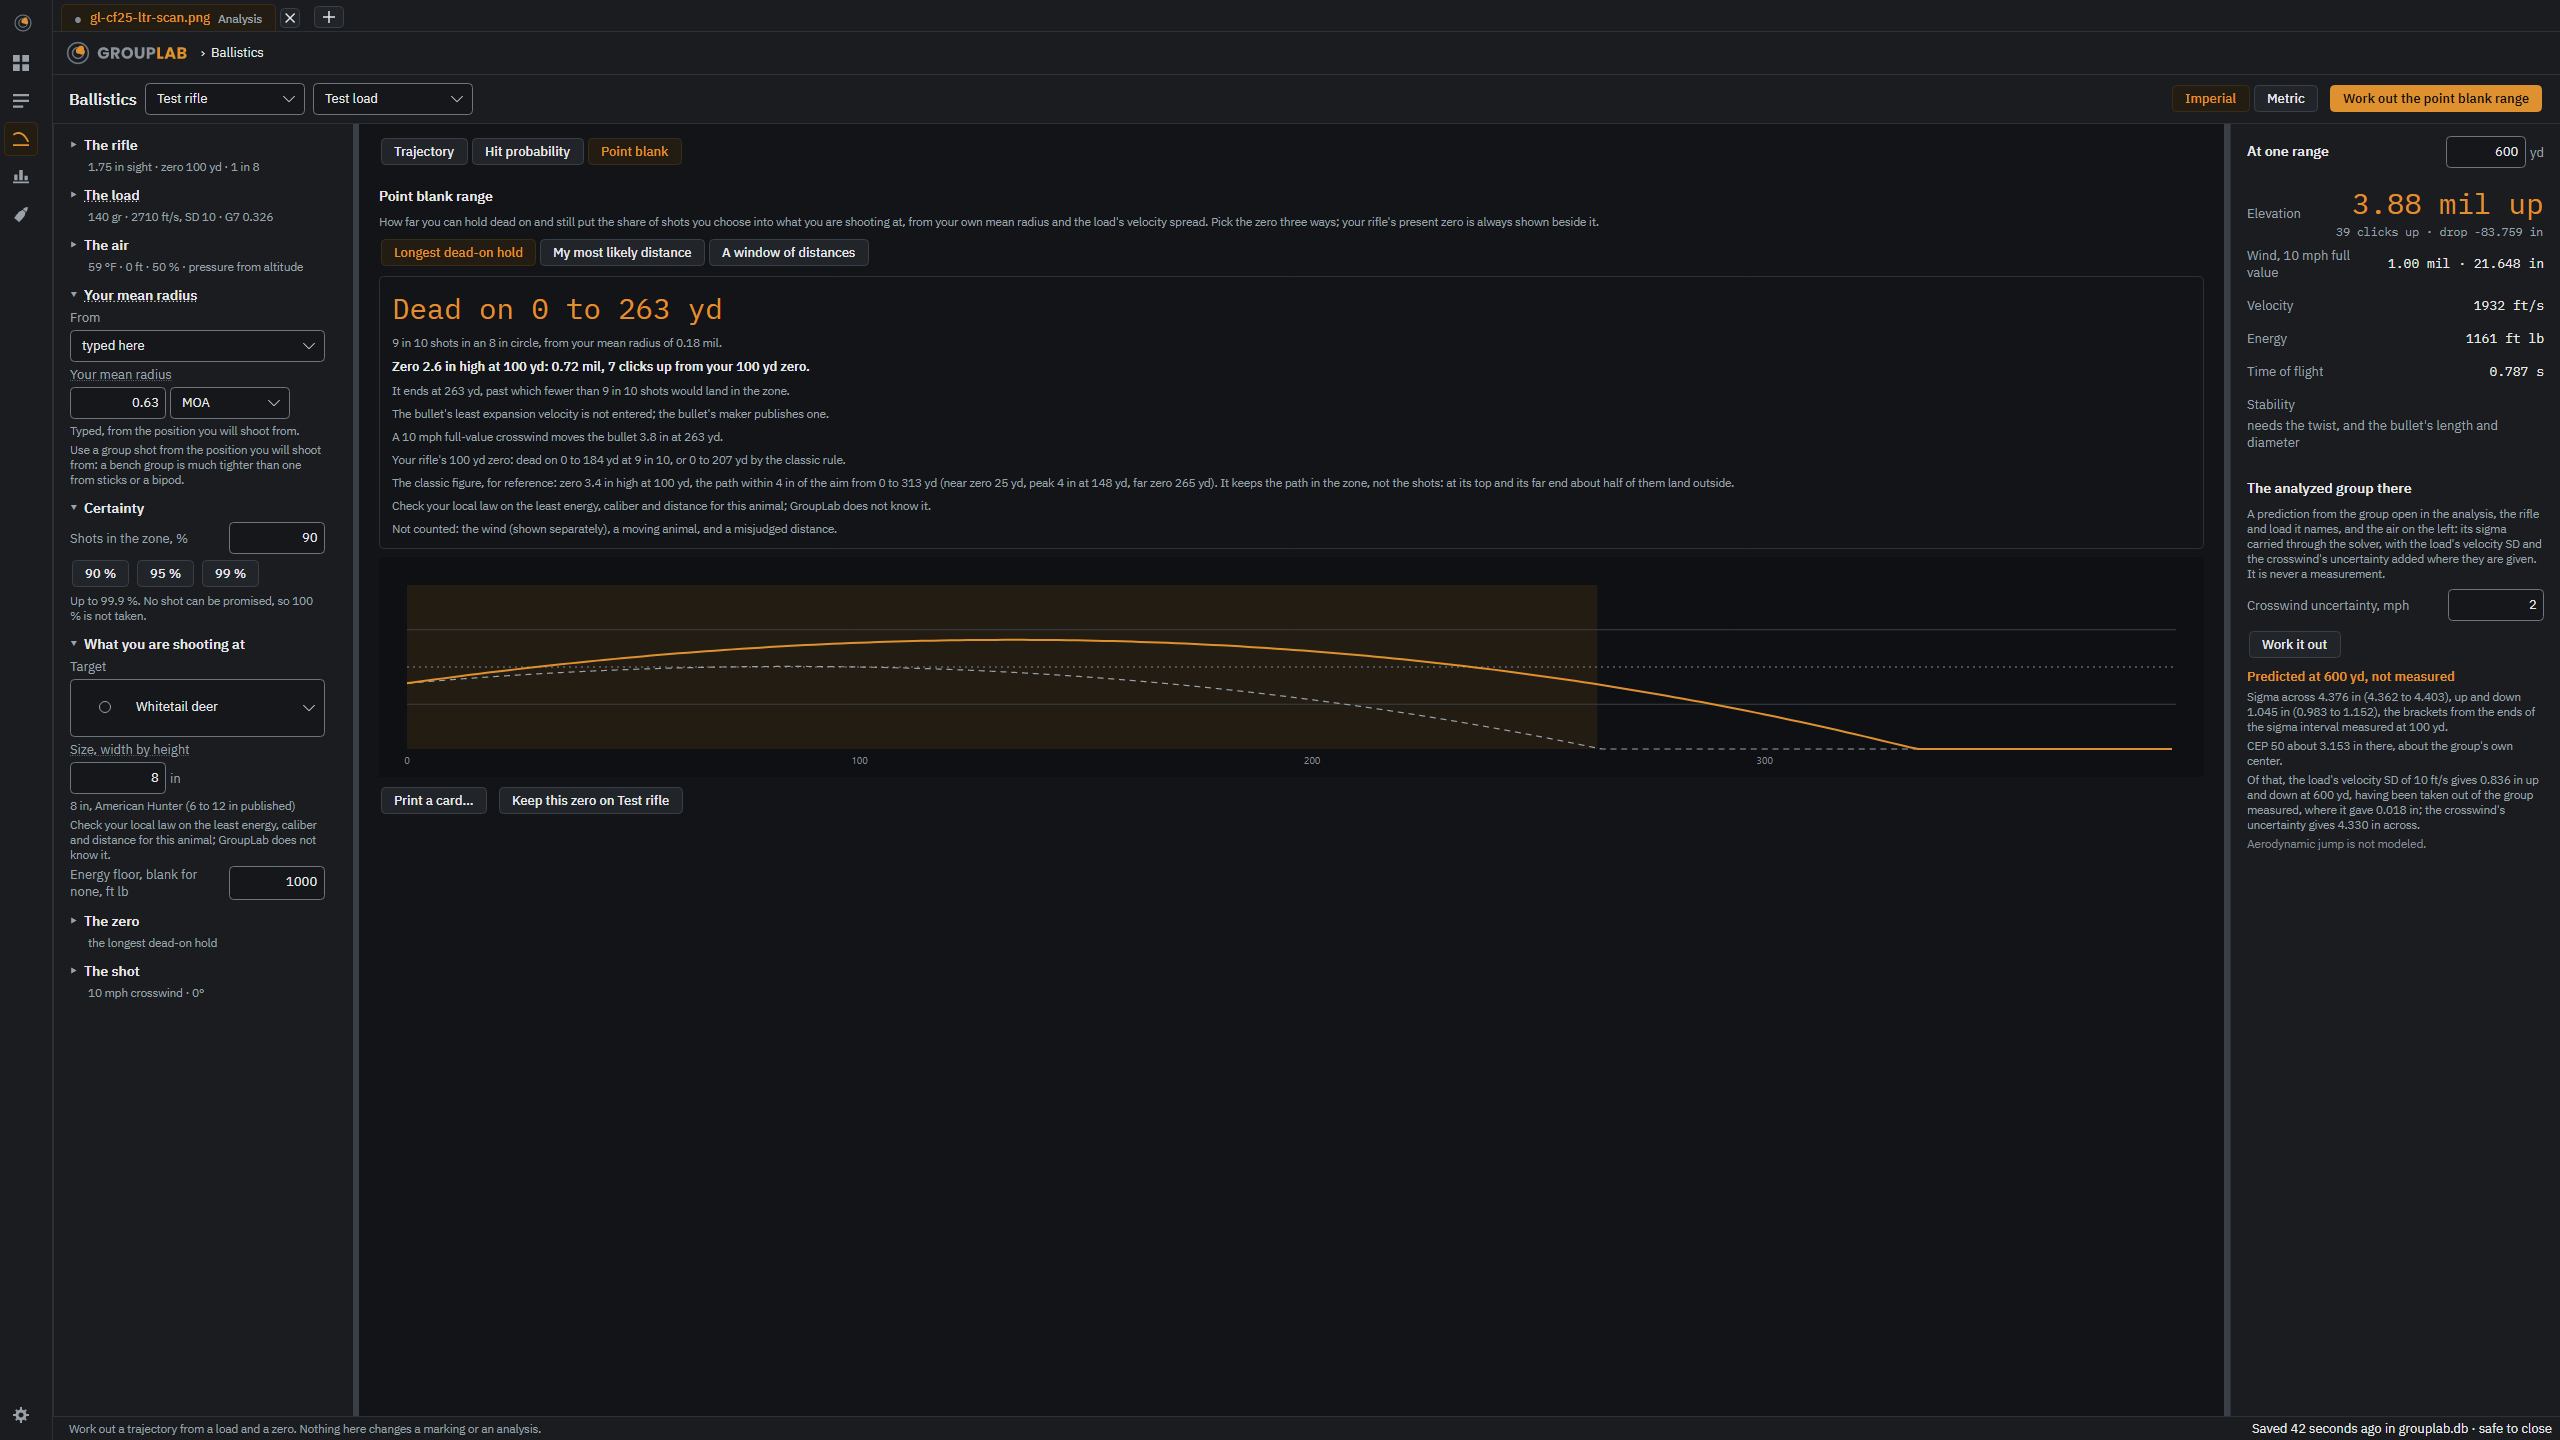 gl-cf25-ltr-scan.png Analysis
GROUPLAB › Ballistics
Ballistics
Test rifle
Test load
Imperial
Metric
Work out the point blank range
The rifle
1.75 in sight · zero 100 yd · 1 in 8
The load
140 gr · 2710 ft/s, SD 10 · G7 0.326
The air
59 °F · 0 ft · 50 % · pressure from altitude
Your mean radius
From
typed here
Your mean radius
0.63
MOA
Typed, from the position you will shoot from.
Use a group shot from the position you will shoot
from: a bench group is much tighter than one
from sticks or a bipod.
Certainty
Shots in the zone, %
90
90 %
95 %
99 %
Up to 99.9 %. No shot can be promised, so 100
% is not taken.
What you are shooting at
Target
Whitetail deer
Size, width by height
8 in
8 in, American Hunter (6 to 12 in published)
Check your local law on the least energy, caliber
and distance for this animal; GroupLab does not
know it.
Energy floor, blank for
none, ft lb
1000
The zero
the longest dead-on hold
The shot
10 mph crosswind · 0°
Trajectory
Hit probability
Point blank
Point blank range
How far you can hold dead on and still put the share of shots you choose into what you are shooting at, from your own mean radius and the load's velocity spread. Pick the zero three ways; your rifle's present zero is always shown beside it.
Longest dead-on hold
My most likely distance
A window of distances
Dead on 0 to 263 yd
9 in 10 shots in an 8 in circle, from your mean radius of 0.18 mil.
Zero 2.6 in high at 100 yd: 0.72 mil, 7 clicks up from your 100 yd zero.
It ends at 263 yd, past which fewer than 9 in 10 shots would land in the zone.
The bullet's least expansion velocity is not entered; the bullet's maker publishes one.
A 10 mph full-value crosswind moves the bullet 3.8 in at 263 yd.
Your rifle's 100 yd zero: dead on 0 to 184 yd at 9 in 10, or 0 to 207 yd by the classic rule.
The classic figure, for reference: zero 3.4 in high at 100 yd, the path within 4 in of the aim from 0 to 313 yd (near zero 25 yd, peak 4 in at 148 yd, far zero 265 yd). It keeps the path in the zone, not the shots: at its top and its far end about half of them land outside.
Check your local law on the least energy, caliber and distance for this animal; GroupLab does not know it.
Not counted: the wind (shown separately), a moving animal, and a misjudged distance.
0
100
200
300
Print a card...
Keep this zero on Test rifle
At one range
600 yd
Elevation
3.88 mil up
39 clicks up · drop -83.759 in
Wind, 10 mph full
value
1.00 mil · 21.648 in
Velocity
1932 ft/s
Energy
1161 ft lb
Time of flight
0.787 s
Stability
needs the twist, and the bullet's length and
diameter
The analyzed group there
A prediction from the group open in the analysis, the rifle
and load it names, and the air on the left: its sigma
carried through the solver, with the load's velocity SD and
the crosswind's uncertainty added where they are given.
It is never a measurement.
Crosswind uncertainty, mph
2
Work it out
Predicted at 600 yd, not measured
Sigma across 4.376 in (4.362 to 4.403), up and down
1.045 in (0.983 to 1.152), the brackets from the ends of
the sigma interval measured at 100 yd.
CEP 50 about 3.153 in there, about the group's own
center.
Of that, the load's velocity SD of 10 ft/s gives 0.836 in up
and down at 600 yd, having been taken out of the group
measured, where it gave 0.018 in; the crosswind's
uncertainty gives 4.330 in across.
Aerodynamic jump is not modeled.
Work out a trajectory from a load and a zero. Nothing here changes a marking or an analysis.
Saved 42 seconds ago in grouplab.db · safe to close